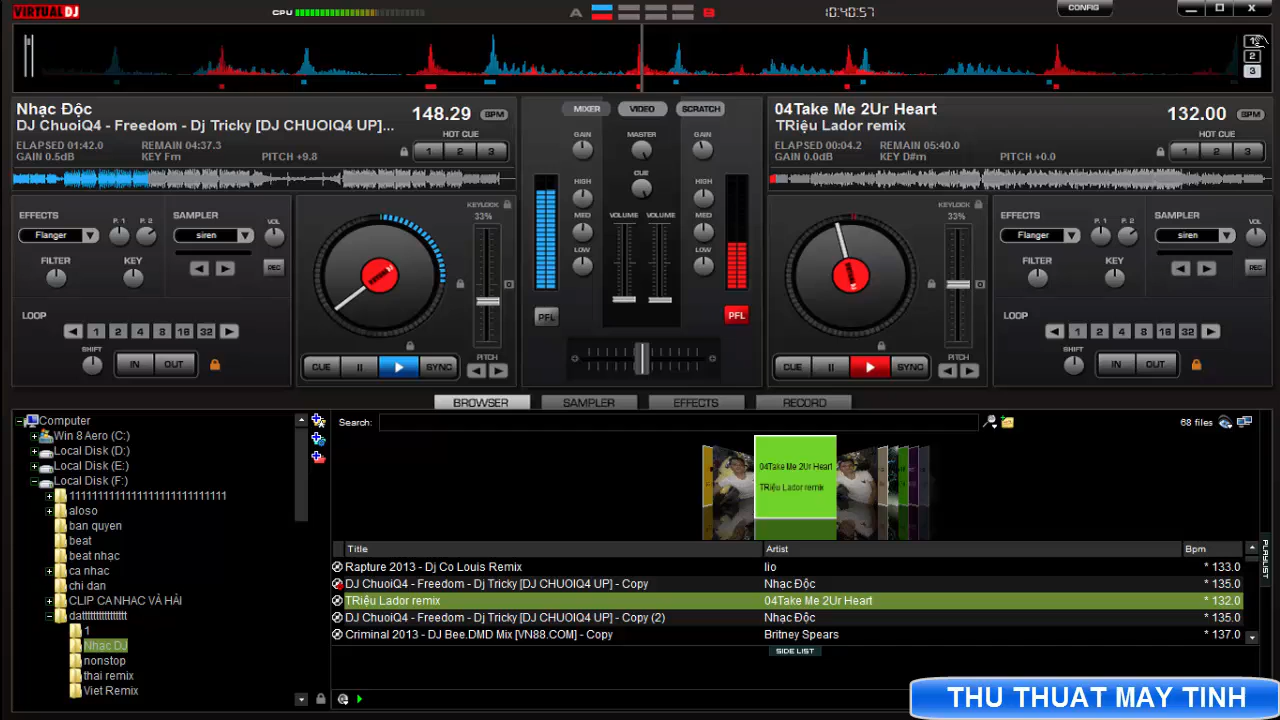 VIRTUAL DJ
CPU
A
B
10:40:57
CONFIG
1
2
3
Nhạc Độc
DJ ChuoiQ4 - Freedom - Dj Tricky [DJ CHUOIQ4 UP]...
148.29 BPM
HOT CUE
ELAPSED 01:42.0 REMAIN 04:37.3
1 2 3
GAIN 0.5dB KEY Fm PITCH +9.8
MIXER VIDEO SCRATCH
GAIN MASTER GAIN
HIGH CUE HIGH
MED VOLUME VOLUME MED
LOW LOW
PFL PFL
04Take Me 2Ur Heart
TRiệu Lador remix
132.00 BPM
HOT CUE
ELAPSED 00:04.2 REMAIN 05:40.0
1 2 3
GAIN 0.0dB KEY D#m PITCH +0.0
EFFECTS P. 1 P. 2 SAMPLER VOL
Flanger siren
FILTER KEY REC
LOOP
1 2 4 8 16 32
SHIFT IN OUT
KEYLOCK
33%
CUE SYNC PITCH
KEYLOCK
33%
CUE SYNC PITCH
EFFECTS P. 1 P. 2 SAMPLER VOL
Flanger siren
FILTER KEY REC
LOOP
1 2 4 8 16 32
SHIFT IN OUT
BROWSER SAMPLER EFFECTS RECORD
Computer
Win 8 Aero (C:)
Local Disk (D:)
Local Disk (E:)
Local Disk (F:)
aloso
ban quyen
beat
beat nhac
ca nhac
chi dan
CLIP CA NHAC VÀ HÀI
1
Nhac DJ
nonstop
thai remix
Viet Remix
Search:
68 files
04Take Me 2Ur Heart
TRiệu Lador remix
Title Artist Bpm
Rapture 2013 - Dj Co Louis Remix Iio * 133.0
DJ ChuoiQ4 - Freedom - Dj Tricky [DJ CHUOIQ4 UP] - Copy Nhạc Độc * 135.0
TRiệu Lador remix 04Take Me 2Ur Heart * 132.0
DJ ChuoiQ4 - Freedom - Dj Tricky [DJ CHUOIQ4 UP] - Copy (2) Nhạc Độc * 135.0
Criminal 2013 - DJ Bee.DMD Mix [VN88.COM] - Copy Britney Spears * 137.0
SIDE LIST
PLAYLIST
THU THUAT MAY TINH